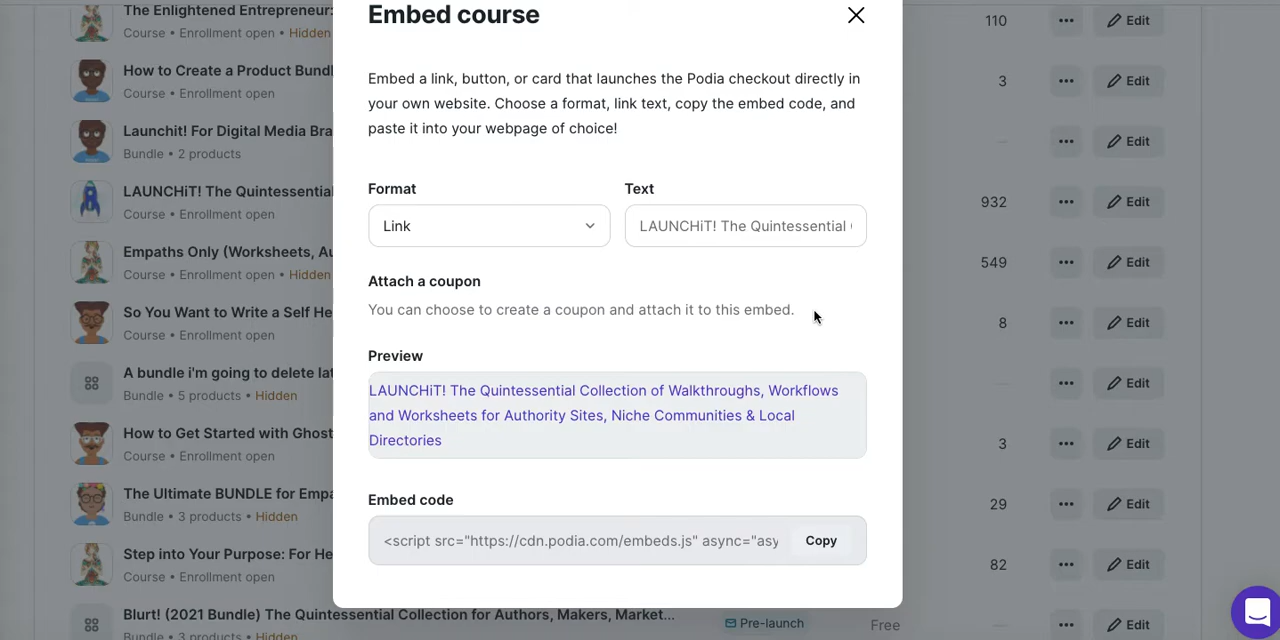 The Enlightened Entrepreneur:
Course • Enrollment open • Hidden
110
••• Edit
How to Create a Product Bundl
Course • Enrollment open
3
••• Edit
Launchit! For Digital Media Bra
Bundle • 2 products
–
••• Edit
LAUNCHiT! The Quintessential
Course • Enrollment open
932
••• Edit
Empaths Only (Worksheets, Au
Course • Enrollment open • Hidden
549
••• Edit
So You Want to Write a Self He
Course • Enrollment open
8
••• Edit
A bundle i'm going to delete lat
Bundle • 5 products • Hidden
–
••• Edit
How to Get Started with Ghost
Course • Enrollment open
3
••• Edit
The Ultimate BUNDLE for Empa
Bundle • 3 products • Hidden
29
••• Edit
Step into Your Purpose: For He
Course • Enrollment open
82
••• Edit
Blurt! (2021 Bundle) The Quintessential Collection for Authors, Makers, Market...
Bundle • 3 products • Hidden
Pre-launch
Free
–
••• Edit
Embed course
Embed a link, button, or card that launches the Podia checkout directly in
your own website. Choose a format, link text, copy the embed code, and
paste it into your webpage of choice!
Format
Text
Link
LAUNCHiT! The Quintessential
Attach a coupon
You can choose to create a coupon and attach it to this embed.
Preview
LAUNCHiT! The Quintessential Collection of Walkthroughs, Workflows
and Worksheets for Authority Sites, Niche Communities & Local
Directories
Embed code
<script src="https://cdn.podia.com/embeds.js" async="asy
Copy